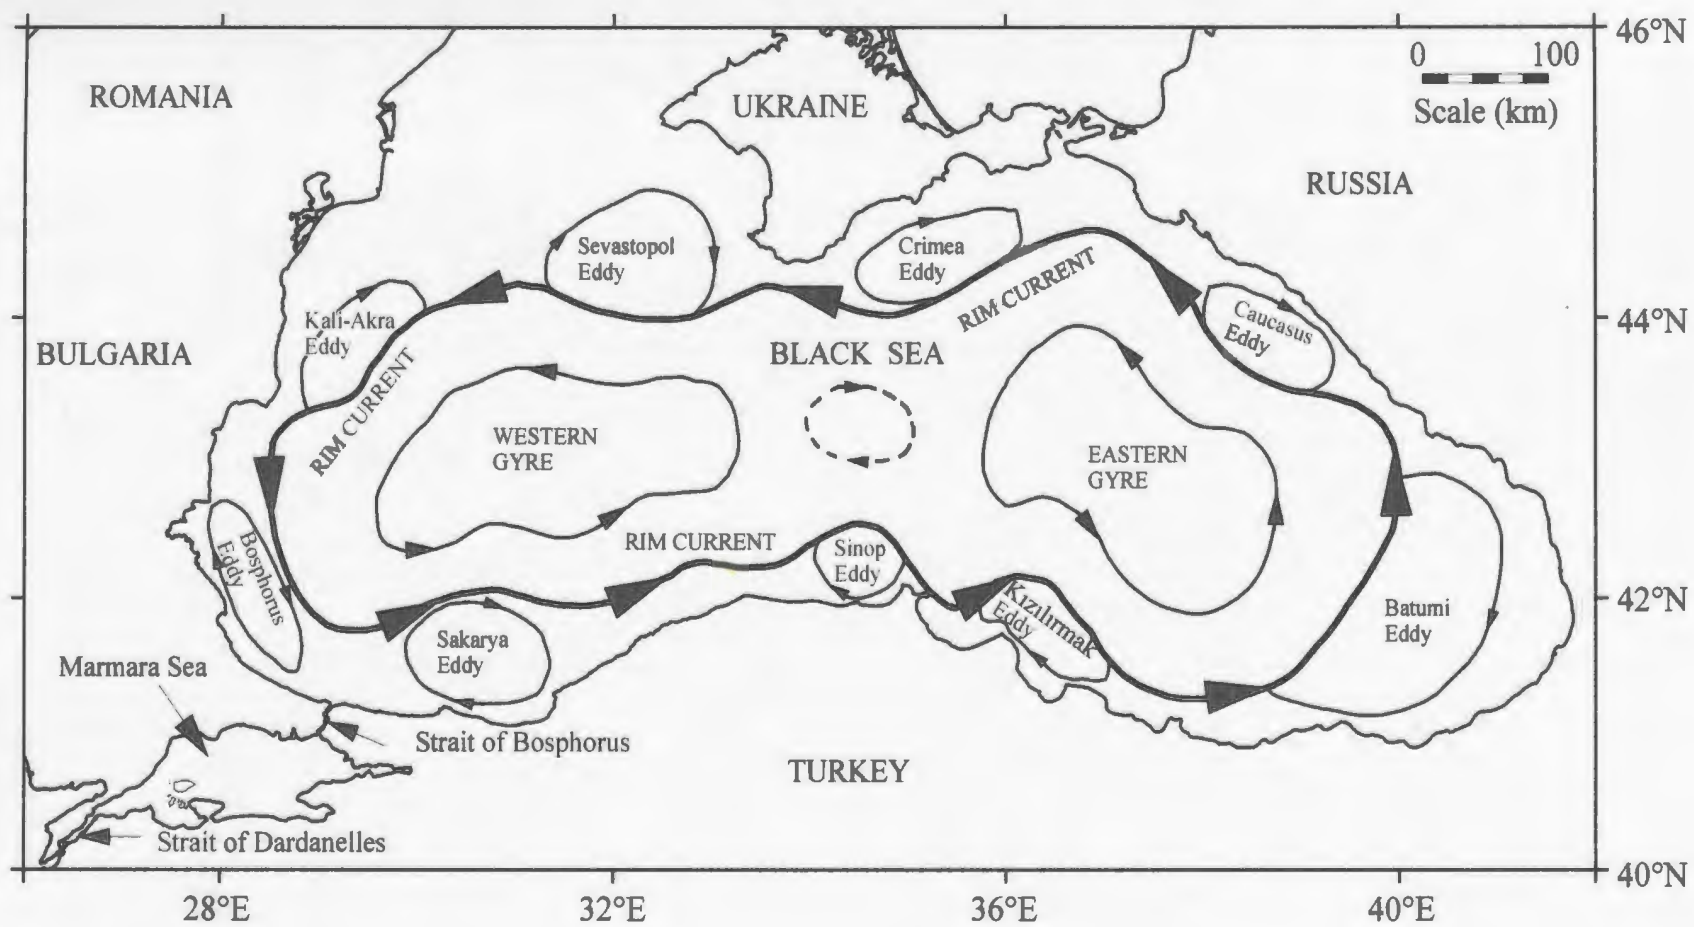 46°N
0 100
Scale (km)
ROMANIA
UKRAINE
RUSSIA
Sevastopol
Eddy
Crimea
Eddy
RIM CURRENT
Kali-Akra
Eddy
Caucasus
Eddy
44°N
BULGARIA
BLACK SEA
RIM CURRENT
WESTERN
GYRE
EASTERN
GYRE
RIM CURRENT
Bosphorus
Eddy
Sinop
Eddy
Kızılırmak
Eddy
42°N
Batumi
Eddy
Sakarya
Eddy
Marmara Sea
Strait of Bosphorus
TURKEY
Strait of Dardanelles
40°N
28°E 32°E 36°E 40°E